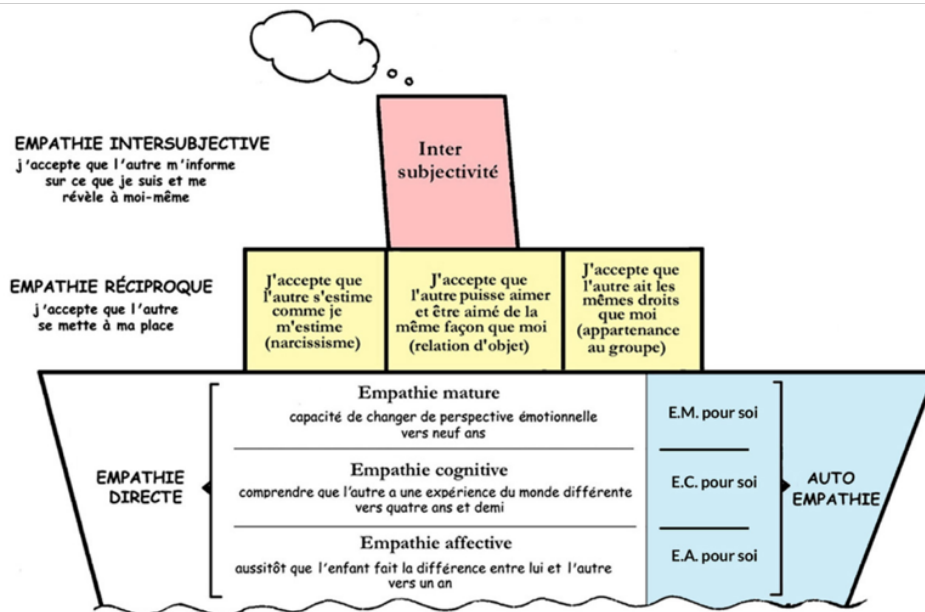 EMPATHIE INTERSUBJECTIVE
j'accepte que l'autre m'informe
sur ce que je suis et me
révèle à moi-même
Inter
subjectivité
EMPATHIE RÉCIPROQUE
j'accepte que l'autre
se mette à ma place
J'accepte que
l'autre s'estime
comme je
m'estime
(narcissisme)
J'accepte que
l'autre puisse aimer
et être aimé de la
même façon que moi
(relation d'objet)
J'accepte que
l'autre ait les
mêmes droits
que moi
(appartenance
au groupe)
EMPATHIE
DIRECTE
Empathie mature
capacité de changer de perspective émotionnelle
vers neuf ans
Empathie cognitive
comprendre que l'autre a une expérience du monde différente
vers quatre ans et demi
Empathie affective
aussitôt que l'enfant fait la différence entre lui et l'autre
vers un an
E.M. pour soi
E.C. pour soi
E.A. pour soi
AUTO
EMPATHIE